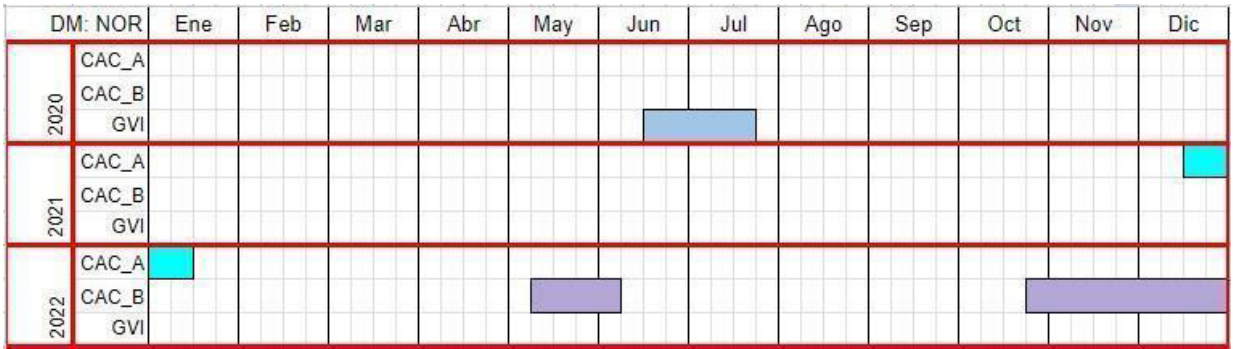 DM: NOR Ene Feb Mar Abr May Jun Jul Ago Sep Oct Nov Dic
2020
CAC_A
CAC_B
GVI
2021
CAC_A
CAC_B
GVI
2022
CAC_A
CAC_B
GVI